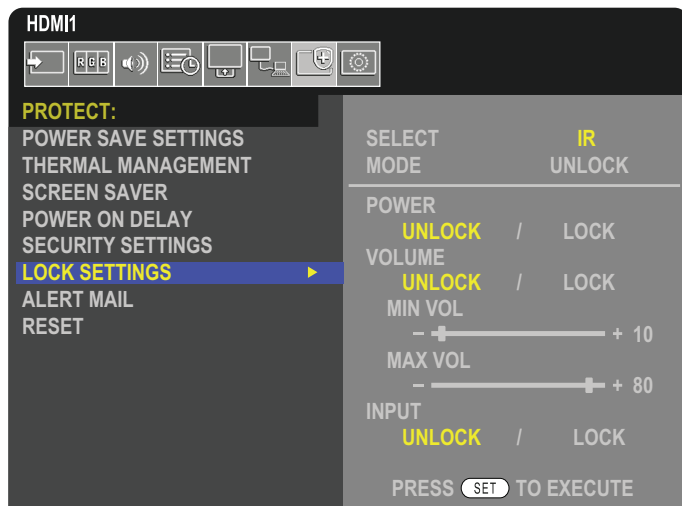 HDMI1
RGB
PROTECT:
POWER SAVE SETTINGS
THERMAL MANAGEMENT
SCREEN SAVER
POWER ON DELAY
SECURITY SETTINGS
LOCK SETTINGS
ALERT MAIL
RESET
SELECT IR
MODE UNLOCK
POWER
UNLOCK / LOCK
VOLUME
UNLOCK / LOCK
MIN VOL
- + 10
MAX VOL
- + 80
INPUT
UNLOCK / LOCK
PRESS SET TO EXECUTE